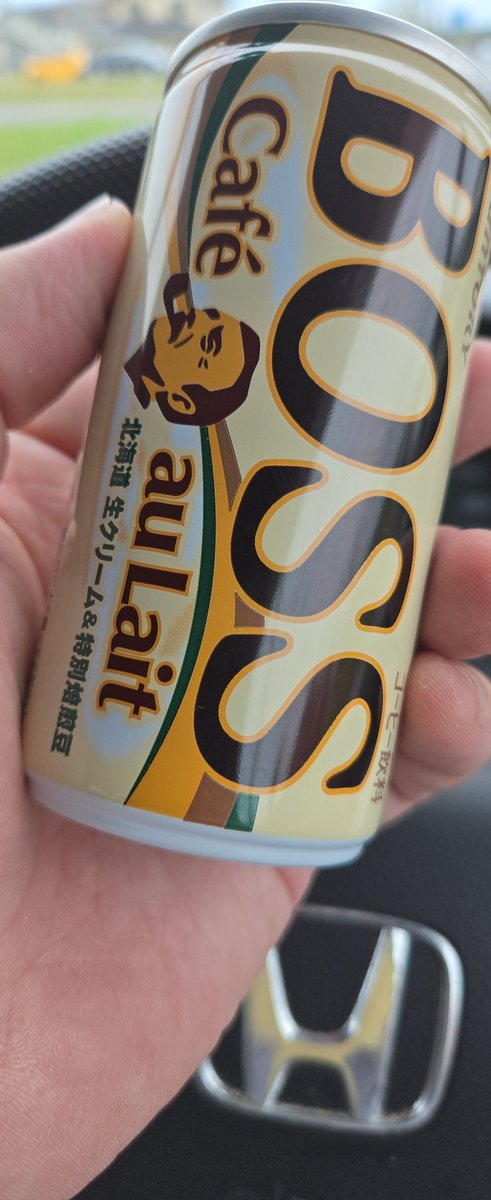 SUNTORY
BOSS
Café
au Lait
北海道 生クリーム&特別焙煎豆
コーヒー飲料